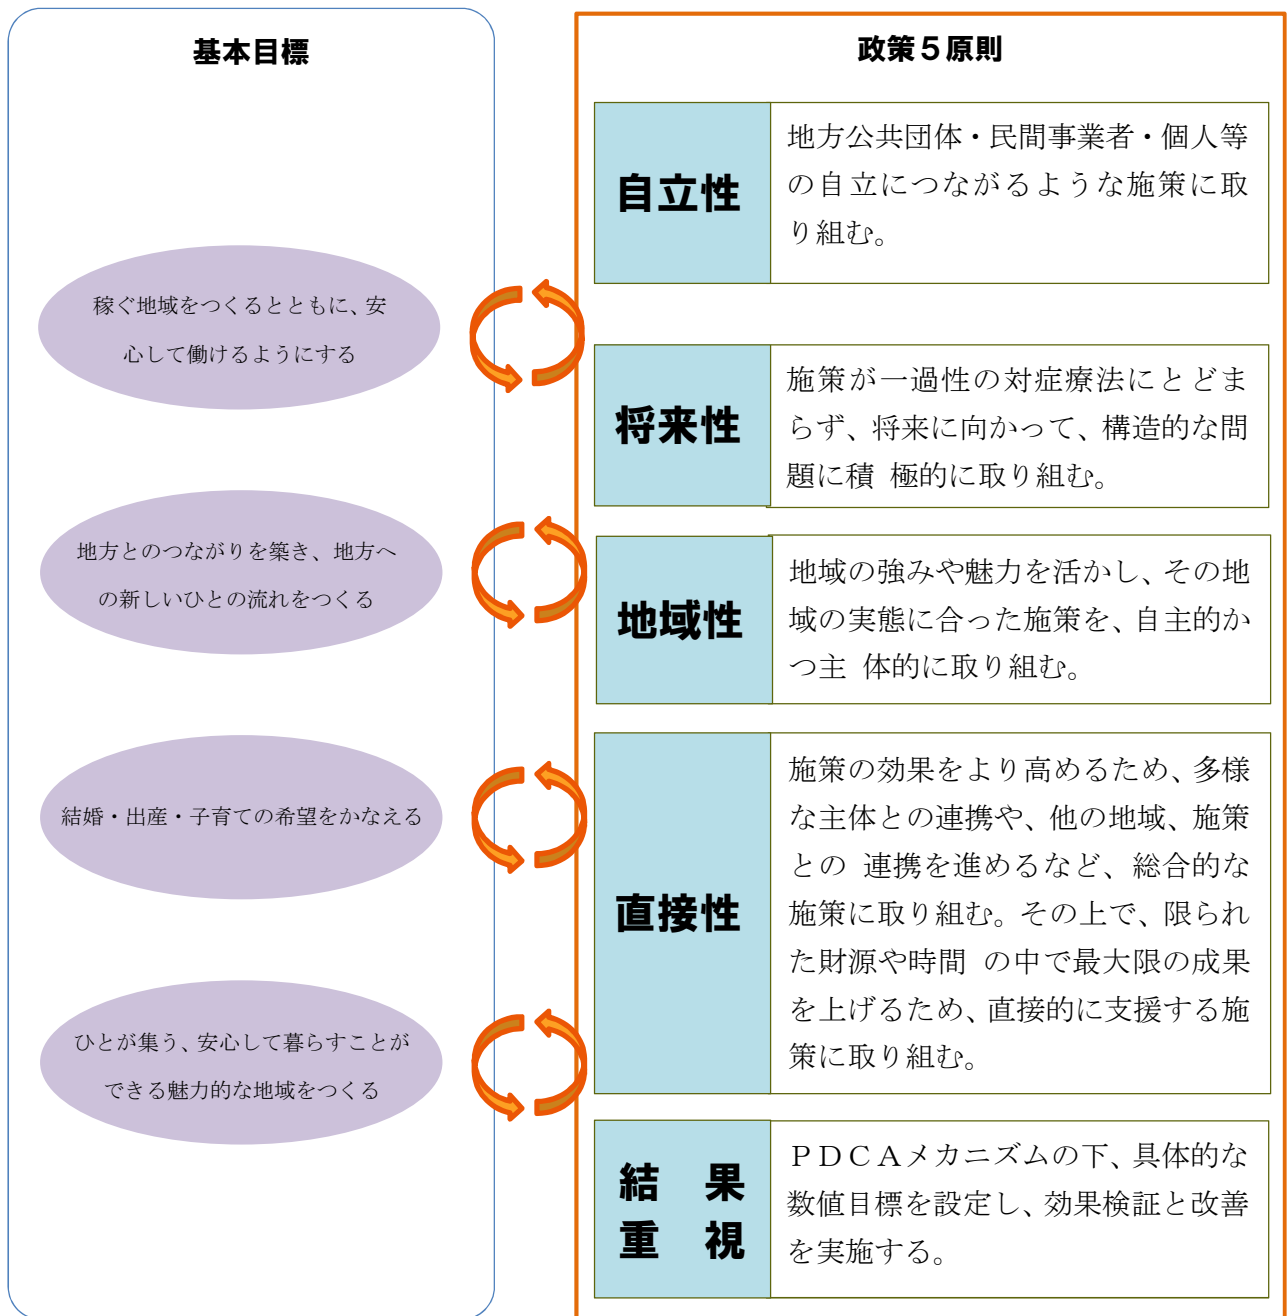 基本目標
稼ぐ地域をつくるとともに、安
心して働けるようにする
地方とのつながりを築き、地方へ
の新しいひとの流れをつくる
結婚・出産・子育ての希望をかなえる
ひとが集う、安心して暮らすことが
できる魅力的な地域をつくる
政策５原則
自立性
地方公共団体・民間事業者・個人等
の自立につながるような施策に取
り組む。
将来性
施策が一過性の対症療法にとどま
らず、将来に向かって、構造的な問
題に積 極的に取り組む。
地域性
地域の強みや魅力を活かし、その地
域の実態に合った施策を、自主的か
つ主 体的に取り組む。
直接性
施策の効果をより高めるため、多様
な主体との連携や、他の地域、施策
との 連携を進めるなど、総合的な
施策に取り組む。その上で、限られ
た財源や時間 の中で最大限の成果
を上げるため、直接的に支援する施
策に取り組む。
結　果
重　視
ＰＤＣＡメカニズムの下、具体的な
数値目標を設定し、効果検証と改善
を実施する。